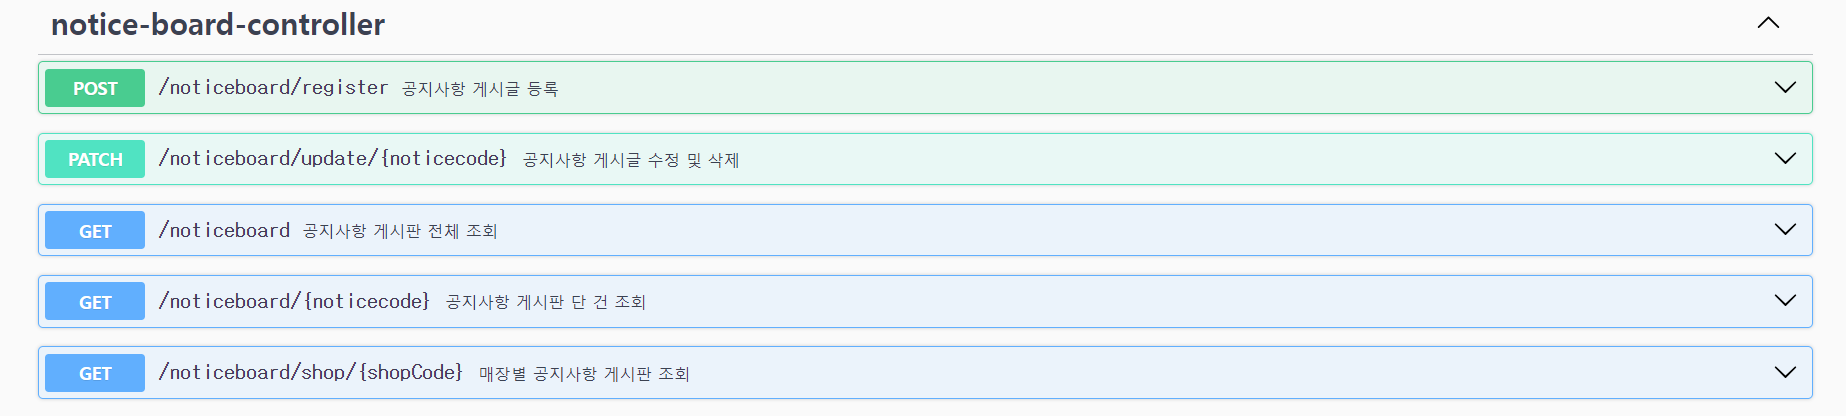 notice-board-controller
POST /noticeboard/register 공지사항 게시글 등록
PATCH /noticeboard/update/{noticecode} 공지사항 게시글 수정 및 삭제
GET /noticeboard 공지사항 게시판 전체 조회
GET /noticeboard/{noticecode} 공지사항 게시판 단 건 조회
GET /noticeboard/shop/{shopCode} 매장별 공지사항 게시판 조회